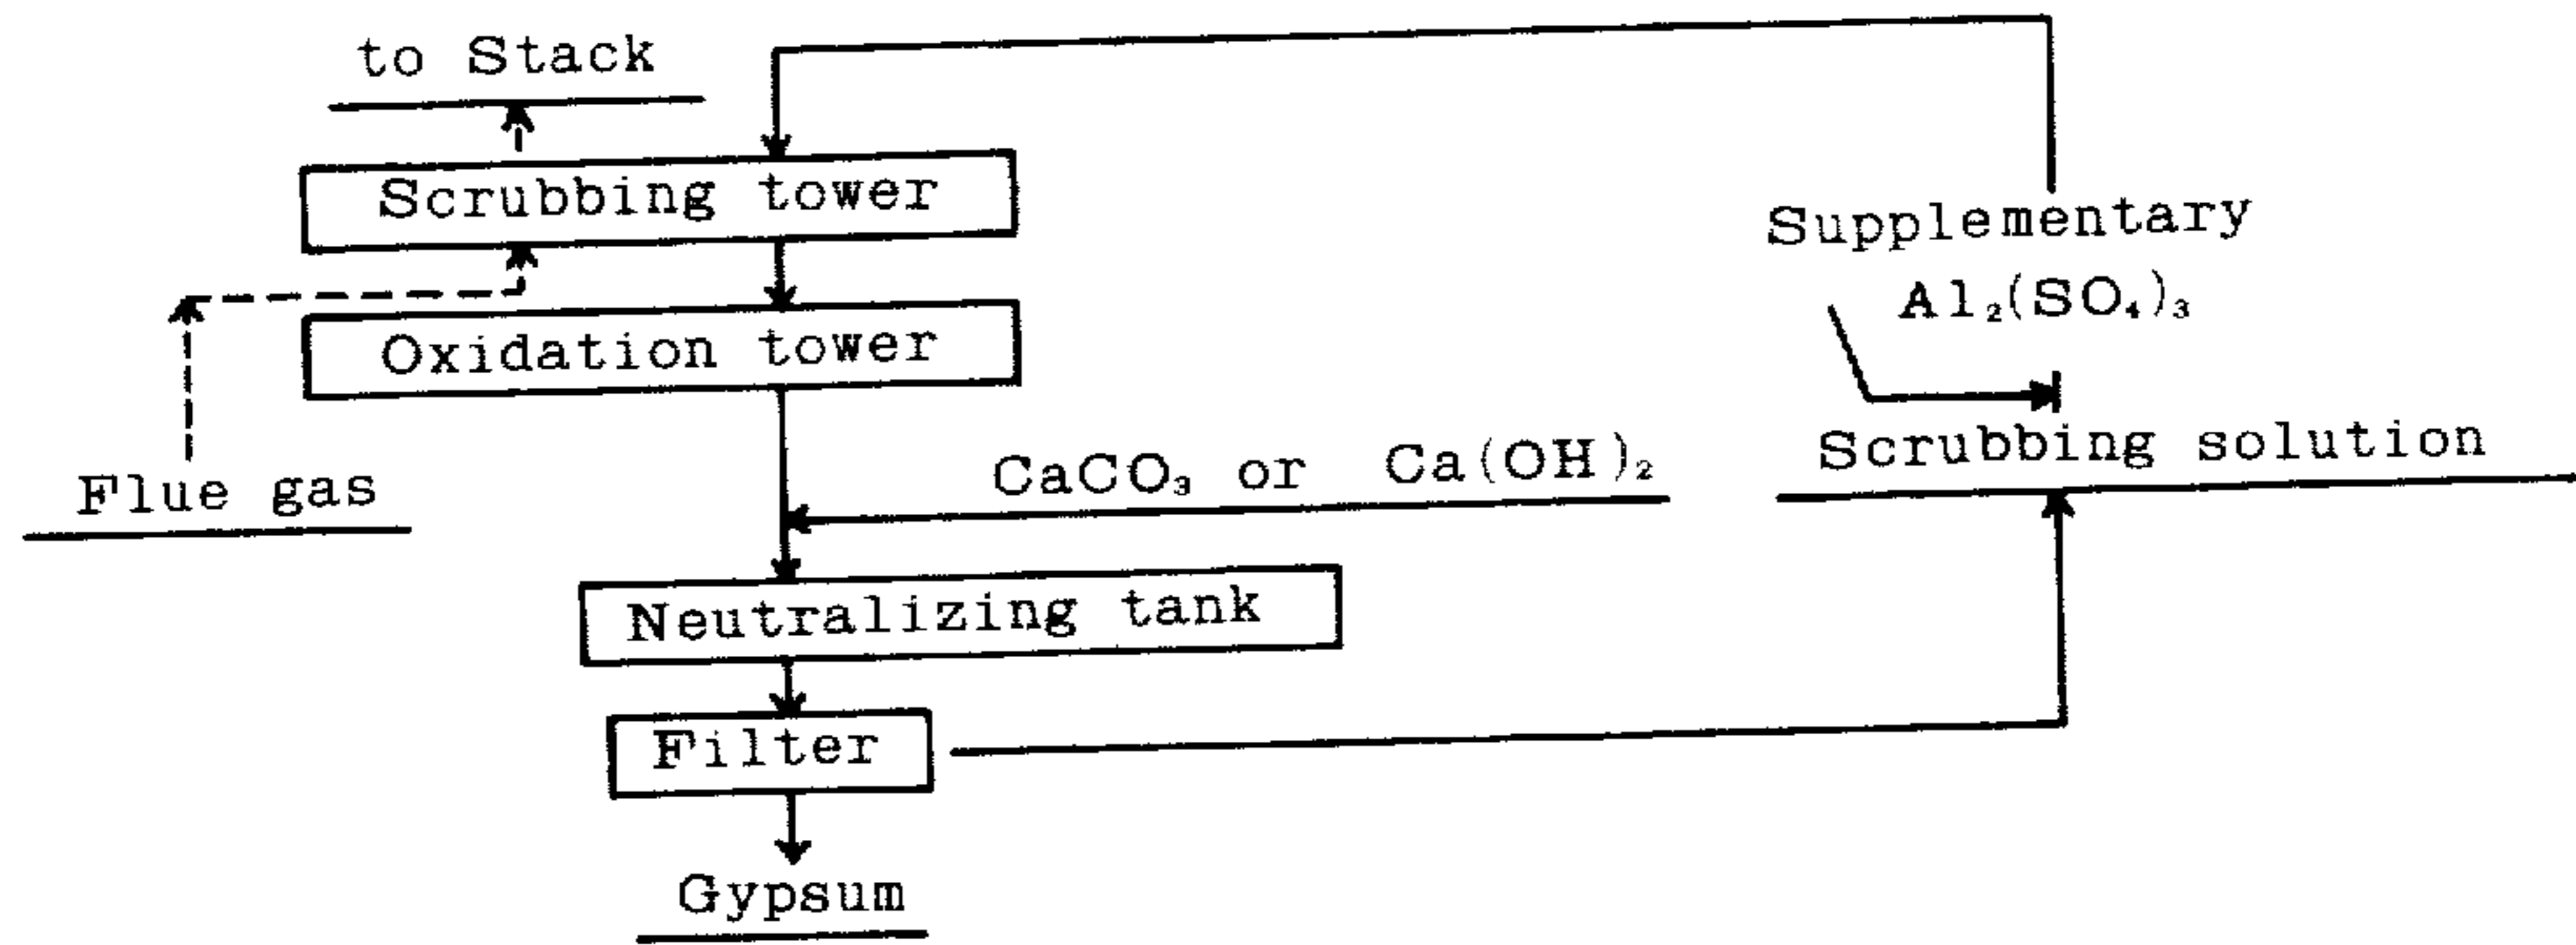 to Stack
Scrubbing tower
Supplementary
Al₂(SO₄)₃
Oxidation tower
Scrubbing solution
CaCO₃ or Ca(OH)₂
Flue gas
Neutralizing tank
Filter
Gypsum